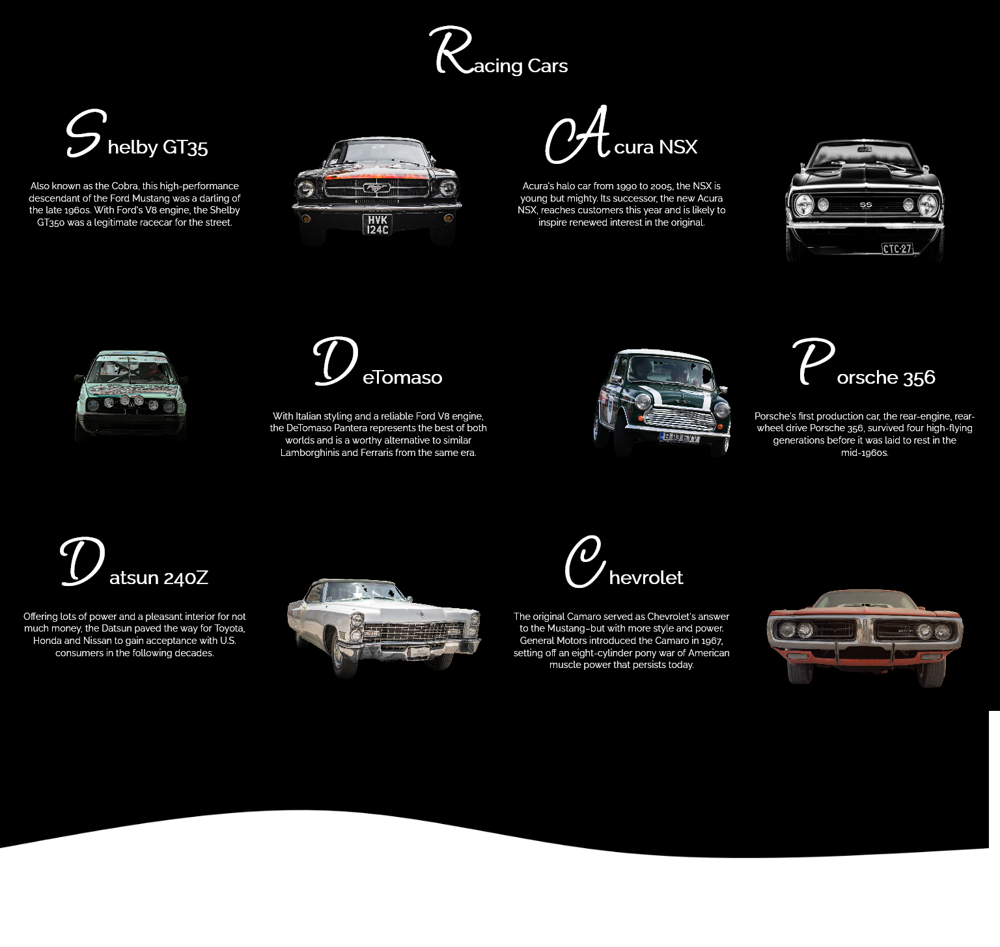 Racing Cars
Shelby GT35
Also known as the Cobra, this high-performance
descendant of the Ford Mustang was a darling of
the late 1960s. With Ford's V8 engine, the Shelby
GT350 was a legitimate racecar for the street.
HVK
124C
Acura NSX
Acura's halo car from 1990 to 2005, the NSX is
young but mighty. Its successor, the new Acura
NSX, reaches customers this year and is likely to
inspire renewed interest in the original.
SS
CTC·27
DeTomaso
With Italian styling and a reliable Ford V8 engine,
the DeTomaso Pantera represents the best of both
worlds and is a worthy alternative to similar
Lamborghinis and Ferraris from the same era.
B 83 EYV
Porsche 356
Porsche's first production car, the rear-engine, rear-
wheel drive Porsche 356, survived four high-flying
generations before it was laid to rest in the
mid-1960s.
Datsun 240Z
Offering lots of power and a pleasant interior for not
much money, the Datsun paved the way for Toyota,
Honda and Nissan to gain acceptance with U.S.
consumers in the following decades.
Chevrolet
The original Camaro served as Chevrolet's answer
to the Mustang–but with more style and power.
General Motors introduced the Camaro in 1967,
setting off an eight-cylinder pony war of American
muscle power that persists today.